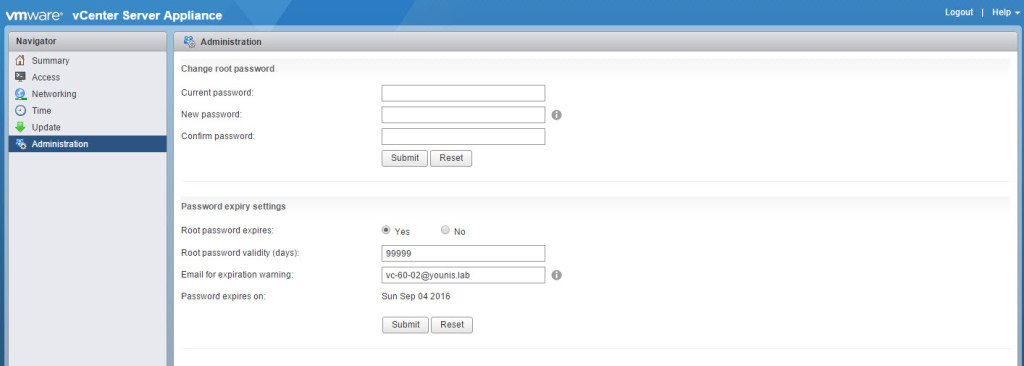 vmware vCenter Server Appliance
Logout | Help
Navigator
Summary
Access
Networking
Time
Update
Administration
Administration
Change root password
Current password:
New password:
Confirm password:
Submit Reset
Password expiry settings
Root password expires: Yes No
Root password validity (days): 99999
Email for expiration warning: vc-60-02@younis.lab
Password expires on: Sun Sep 04 2016
Submit Reset